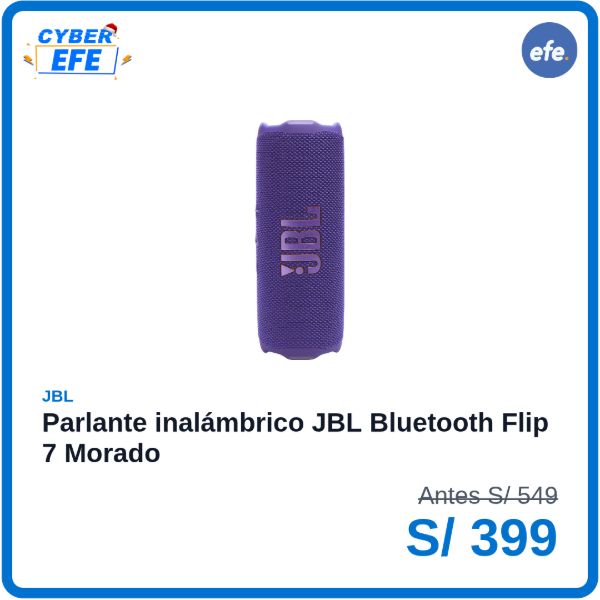 CYBER
EFE
efe.
JBL
JBL
Parlante inalámbrico JBL Bluetooth Flip
7 Morado
Antes S/ 549
S/ 399